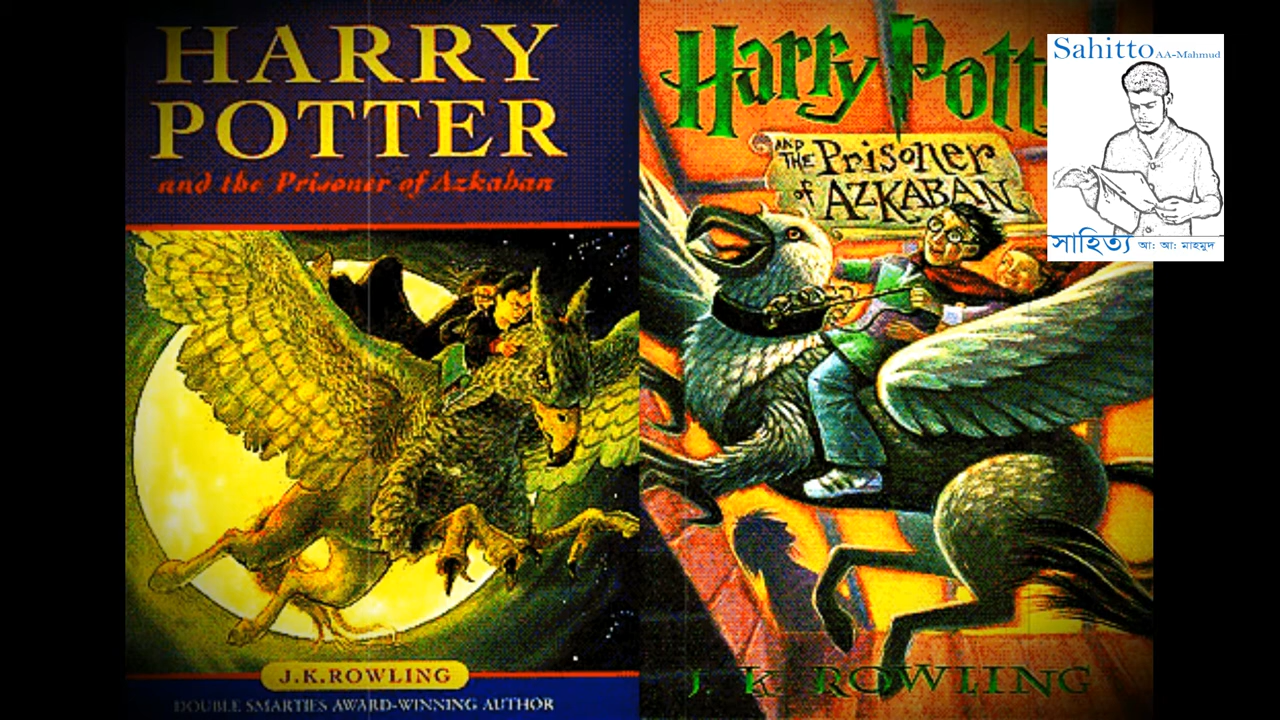 HARRY
POTTER
and the Prisoner of Azkaban
J.K.ROWLING
DOUBLE SMARTIES AWARD-WINNING AUTHOR
Harry Pott
AND THE Prisoner
of AZKABAN
J. K. ROWLING
Sahitto AA-Mahmud
সাহিত্য আ: আ: মাহমুদ